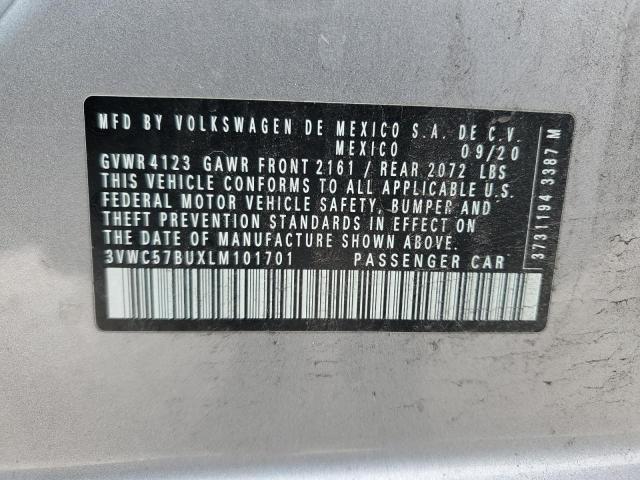 MFD BY VOLKSWAGEN DE MEXICO S.A. DE C.V.
MEXICO 09/20
GVWR 4123 GAWR FRONT 2161 / REAR 2072 LBS
THIS VEHICLE CONFORMS TO ALL APPLICABLE U.S.
FEDERAL MOTOR VEHICLE SAFETY, BUMPER AND
THEFT PREVENTION STANDARDS IN EFFECT ON
THE DATE OF MANUFACTURE SHOWN ABOVE.
3VWC57BUXLM101701 PASSENGER CAR
3731194 3387 M